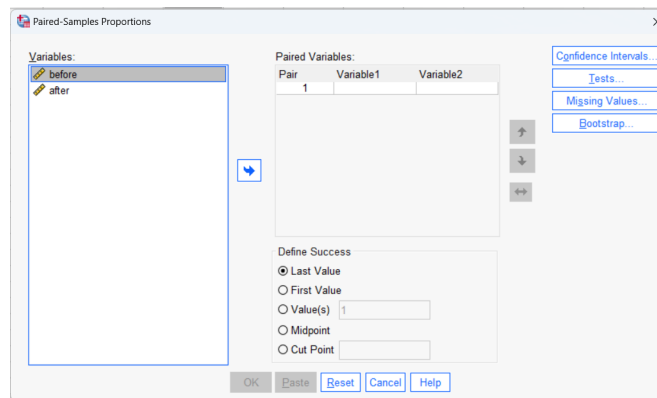 Paired-Samples Proportions
Variables:
before
after
Paired Variables:
Pair Variable1 Variable2
1
Confidence Intervals...
Tests...
Missing Values...
Bootstrap...
Define Success
Last Value
First Value
Value(s) 1
Midpoint
Cut Point
OK Paste Reset Cancel Help